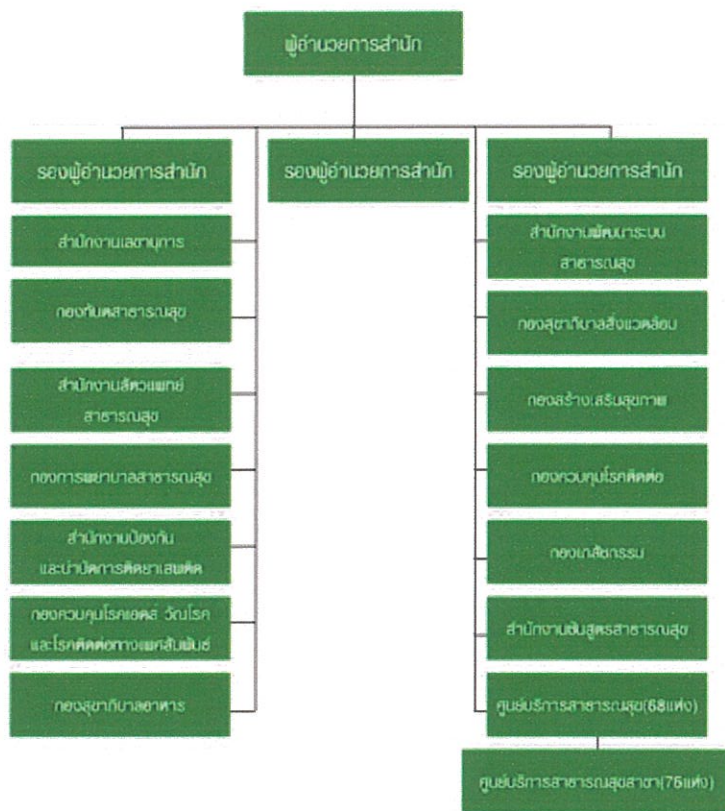 ผู้อำนวยการสำนัก
รองผู้อำนวยการสำนัก
รองผู้อำนวยการสำนัก
รองผู้อำนวยการสำนัก
สำนักงานเลขานุการ
กองทันตสาธารณสุข
สำนักงานสัตวแพทย์
สาธารณสุข
กองการพยาบาลสาธารณสุข
สำนักงานป้องกัน
และบำบัดการติดยาเสพติด
กองควบคุมโรคเอดส์ วัณโรค
และโรคติดต่อทางเพศสัมพันธ์
กองสุขาภิบาลอาหาร
สำนักงานพัฒนาระบบ
สาธารณสุข
กองสุขาภิบาลสิ่งแวดล้อม
กองสร้างเสริมสุขภาพ
กองควบคุมโรคติดต่อ
กองเภสัชกรรม
สำนักงานชันสูตรสาธารณสุข
ศูนย์บริการสาธารณสุข(68แห่ง)
ศูนย์บริการสาธารณสุขสาขา(76แห่ง)